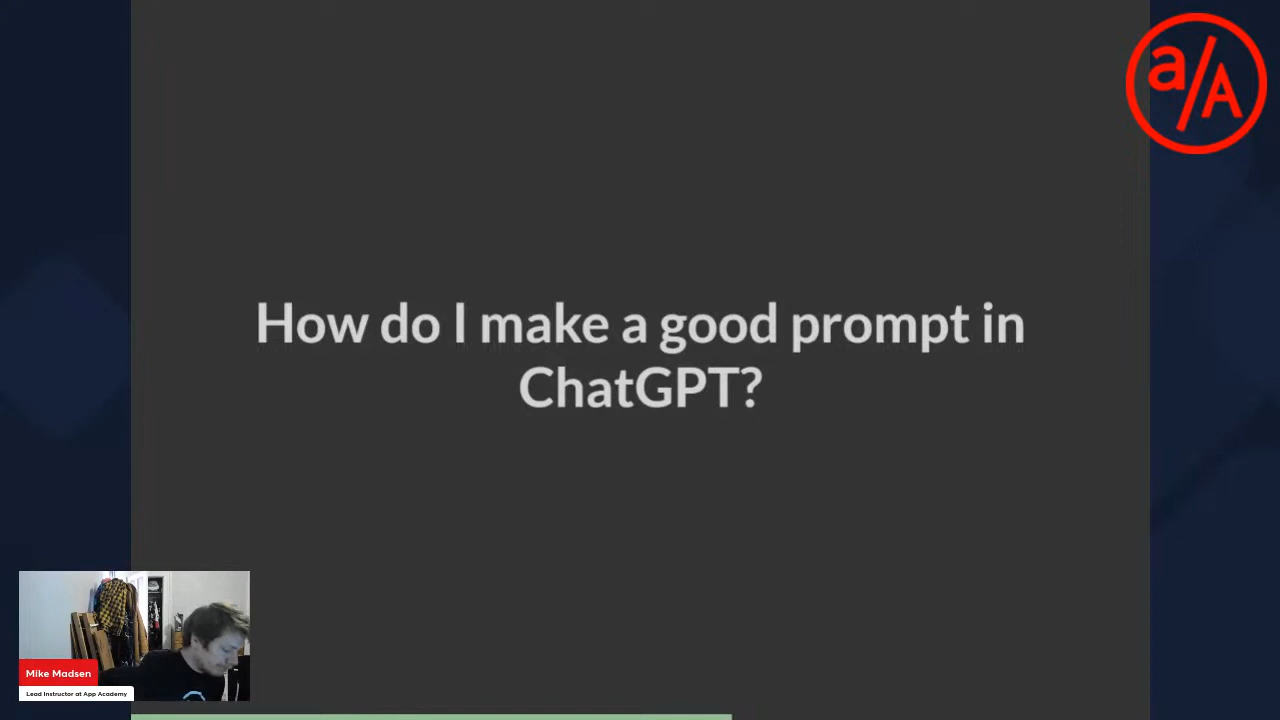 a/A
How do I make a good prompt in
ChatGPT?
Mike Madsen
Lead Instructor at App Academy